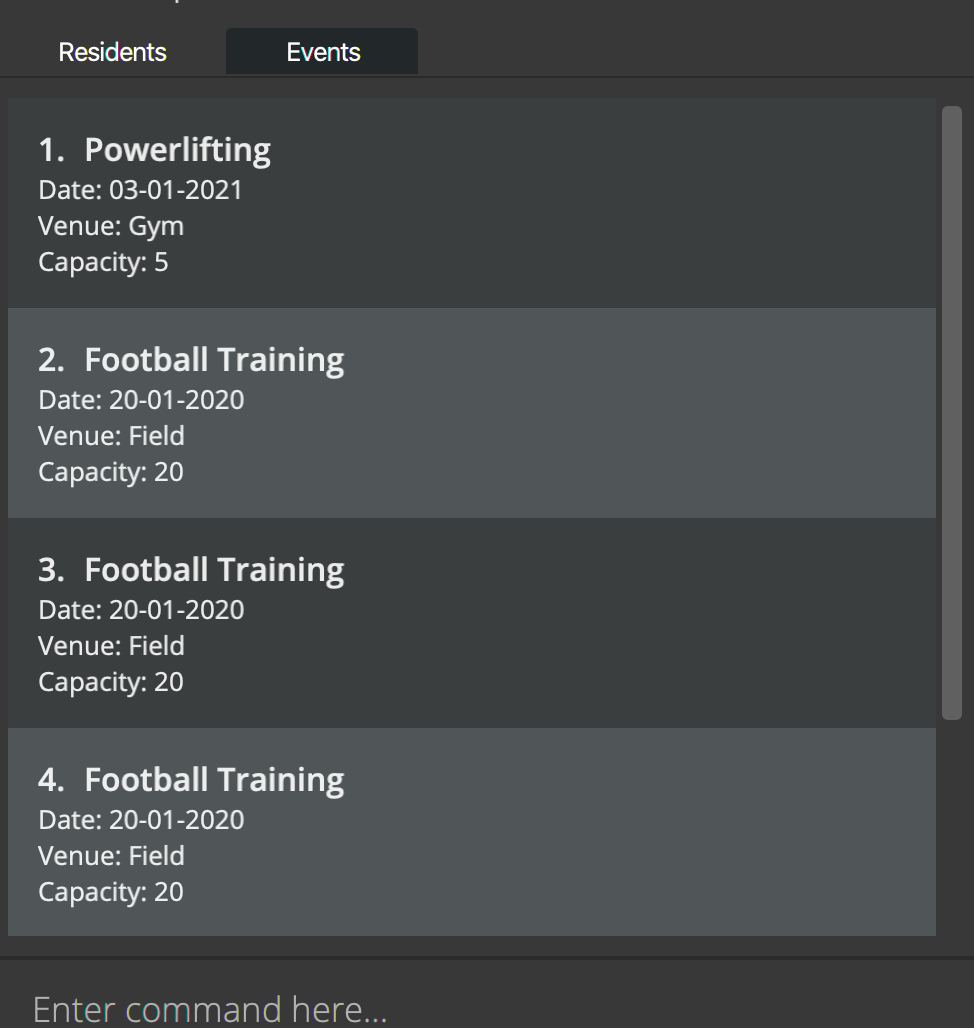 Residents
Events
1. Powerlifting
Date: 03-01-2021
Venue: Gym
Capacity: 5
2. Football Training
Date: 20-01-2020
Venue: Field
Capacity: 20
3. Football Training
Date: 20-01-2020
Venue: Field
Capacity: 20
4. Football Training
Date: 20-01-2020
Venue: Field
Capacity: 20
Enter command here...